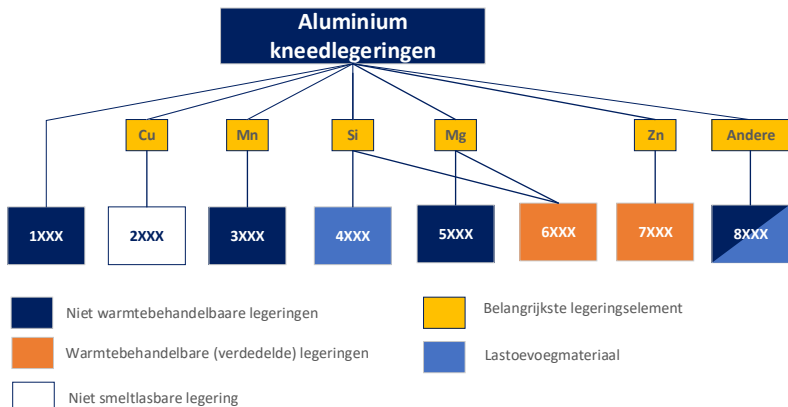 Aluminium
kneedlegeringen
Cu
Mn
Si
Mg
Zn
Andere
1XXX
2XXX
3XXX
4XXX
5XXX
6XXX
7XXX
8XXX
Niet warmtebehandelbaare legeringen
Belangrijkste legeringselement
Warmtebehandelbare (verdedelde) legeringen
Lastoevoegmateriaal
Niet smeltlasbare legering